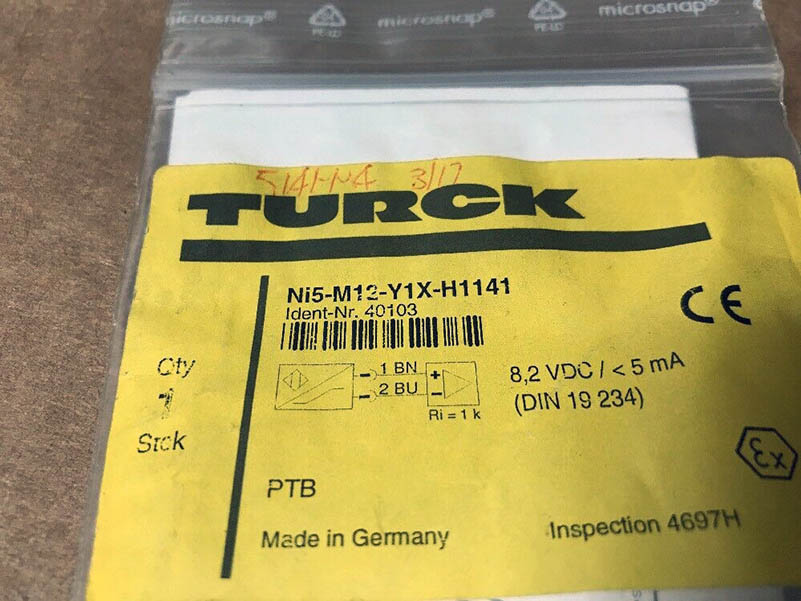 microsnap® microsnap® microsnap®
PE-LD PE-LD
5141-N4 3/17
TURCK
Ni5-M12-Y1X-H1141
Ident-Nr. 40103
CE
Qty
1
Stck
1 BN
2 BU
+
−
Ri = 1 k
8,2 VDC / < 5 mA
(DIN 19 234)
Ex
PTB
Made in Germany
Inspection 4697H